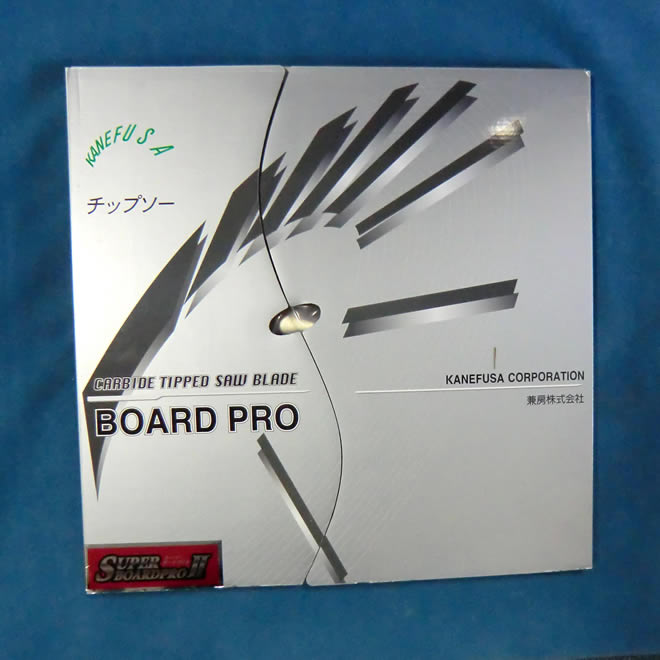 KANEFUSA
チップソー
CARBIDE TIPPED SAW BLADE
BOARD PRO
KANEFUSA CORPORATION
兼房株式会社
SUPER
BOARDPRO II